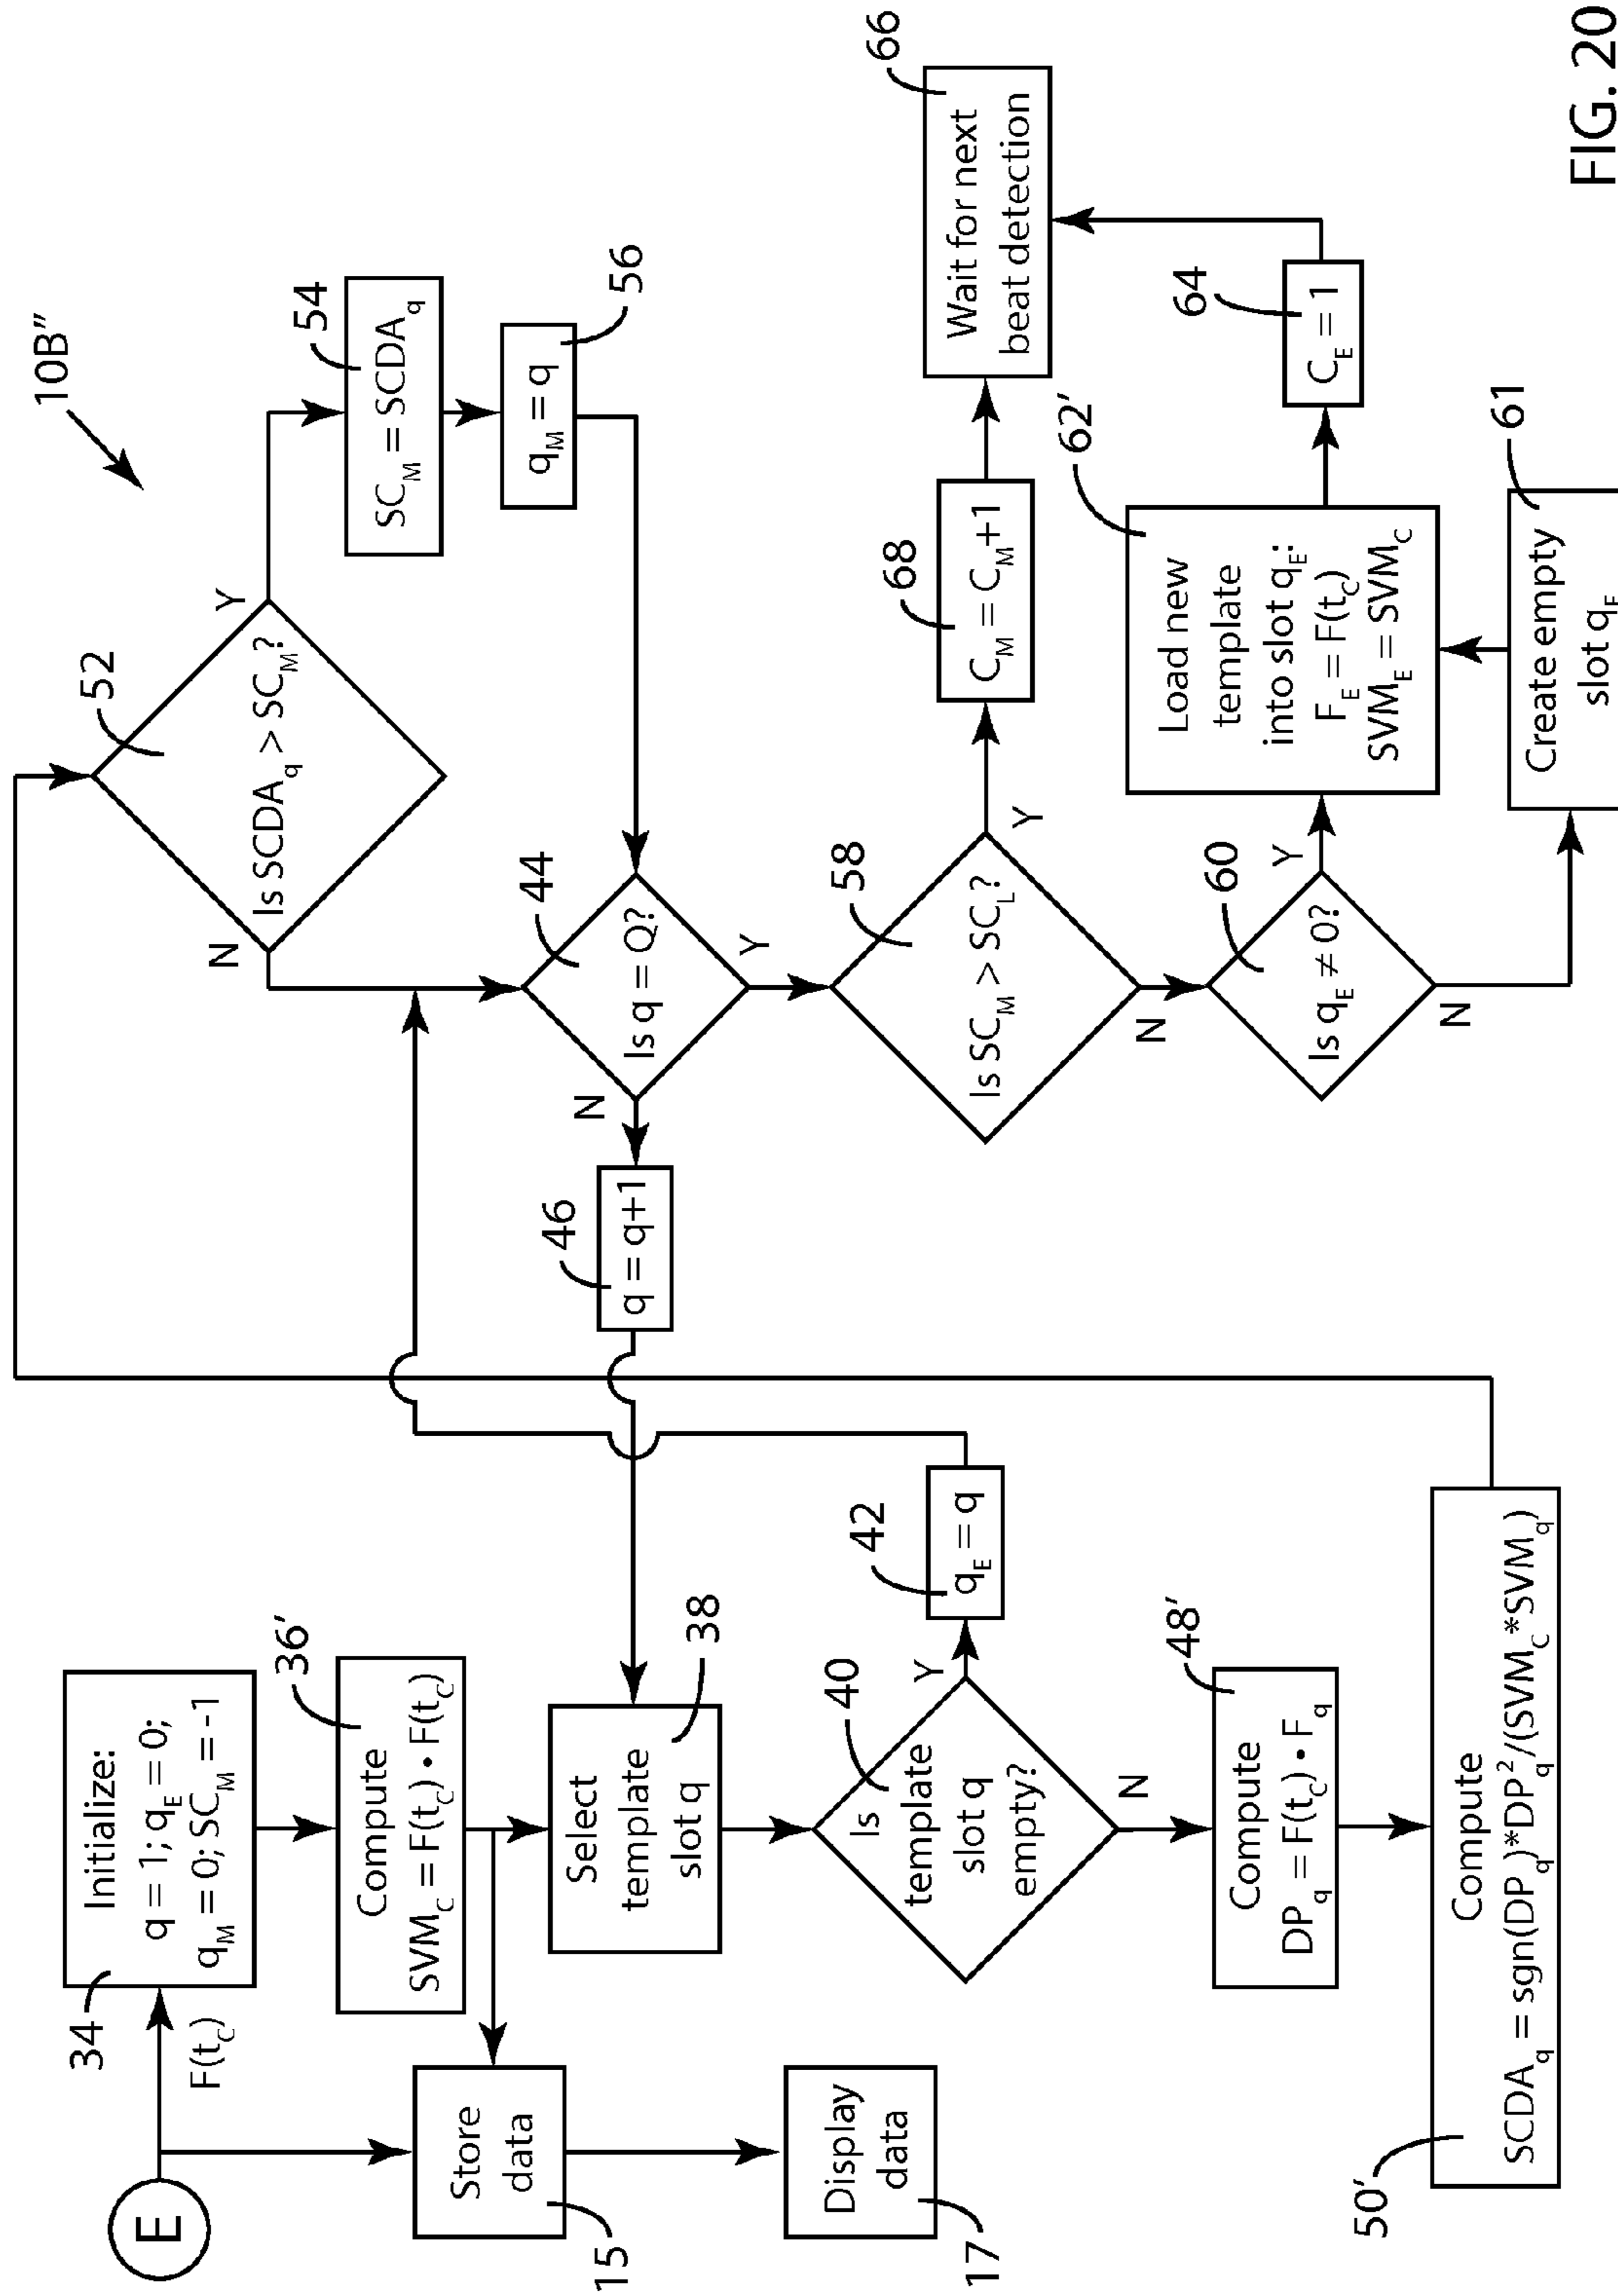 10B″
E
F(t_C)
34
Initialize:
q = 1; q_E = 0;
q_M = 0; SC_M = -1
36′
Compute
SVM_C = F(t_C) • F(t_C)
Store
data
15
Display
data
17
Select
template
slot q
38
Is
template
slot q
empty?
40
Y
N
42
q_E = q
48′
Compute
DP_q = F(t_C) • F_q
50′
Compute
SCDA_q = sgn(DP_q)*DP_q²/(SVM_C*SVM_q)
52
Is SCDA_q > SC_M?
N
Y
54
SC_M = SCDA_q
56
q_M = q
44
Is q = Q?
N
Y
46
q = q+1
58
Is SC_M > SC_L?
Y
N
68
C_M = C_M+1
66
Wait for next
beat detection
60
Is q_E ≠ 0?
Y
N
62′
Load new
template
into slot q_E:
F_E = F(t_C)
SVM_E = SVM_C
64
C_E = 1
61
Create empty
slot q_E
FIG. 20